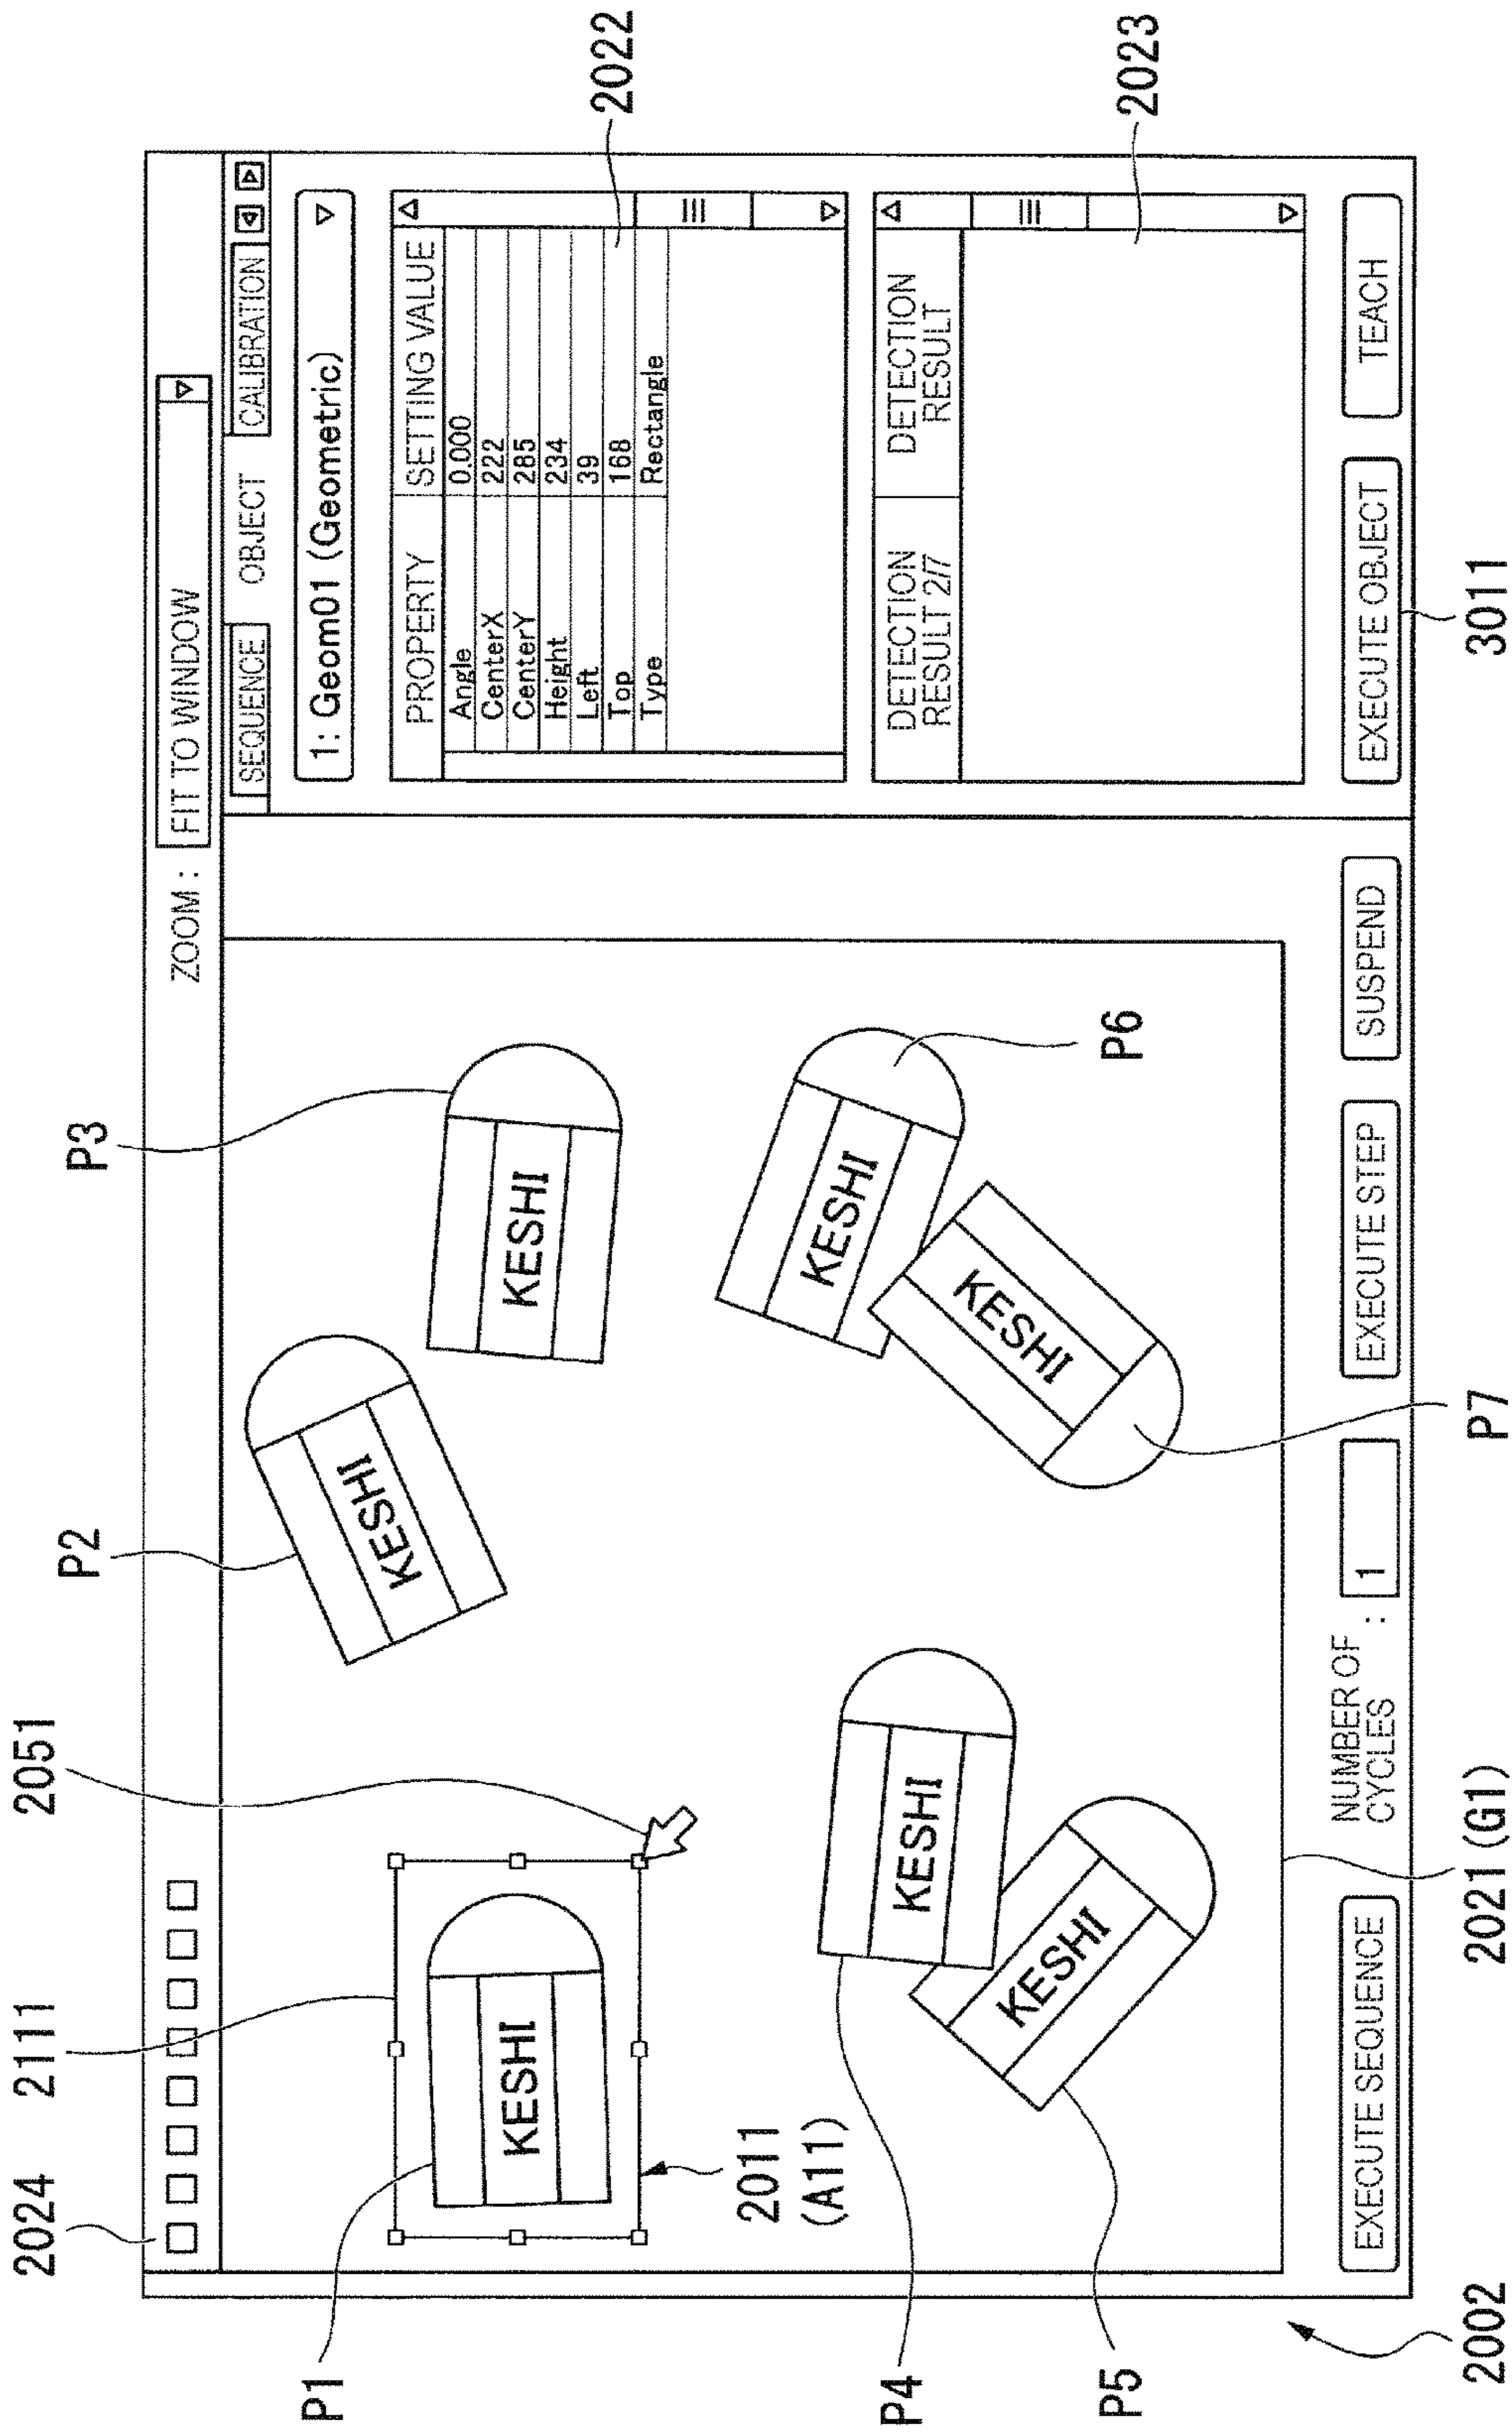 2024
2111
2051
P2
P3
ZOOM :
FIT TO WINDOW
SEQUENCE
OBJECT
CALIBRATION
1: Geom01 (Geometric)
PROPERTY
SETTING VALUE
Angle 0.000
CenterX 222
CenterY 285
Height 234
Left 39
Top 168
Type Rectangle
2022
DETECTION
RESULT 2/7
DETECTION
RESULT
2023
P1
KESHI
KESHI
KESHI
2011
(A11)
KESHI
KESHI
KESHI
KESHI
P6
P4
P5
NUMBER OF
CYCLES
: 1
EXECUTE SEQUENCE
EXECUTE STEP
SUSPEND
EXECUTE OBJECT
TEACH
2002
2021 (G1)
P7
3011